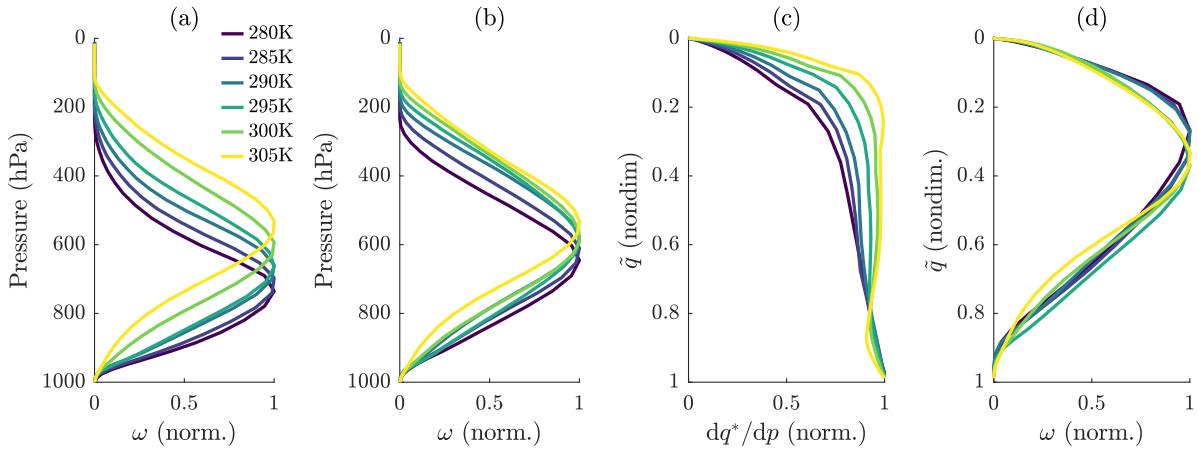 (a)
280K
285K
290K
295K
300K
305K
0
200
400
600
800
1000
Pressure (hPa)
0
0.5
1
ω (norm.)
(b)
0
200
400
600
800
1000
Pressure (hPa)
0
0.5
1
ω (norm.)
(c)
0
0.2
0.4
0.6
0.8
1
q̃ (nondim)
0
0.5
1
dq*/dp (norm.)
(d)
0
0.2
0.4
0.6
0.8
1
q̃ (nondim.)
0
0.5
1
ω (norm.)